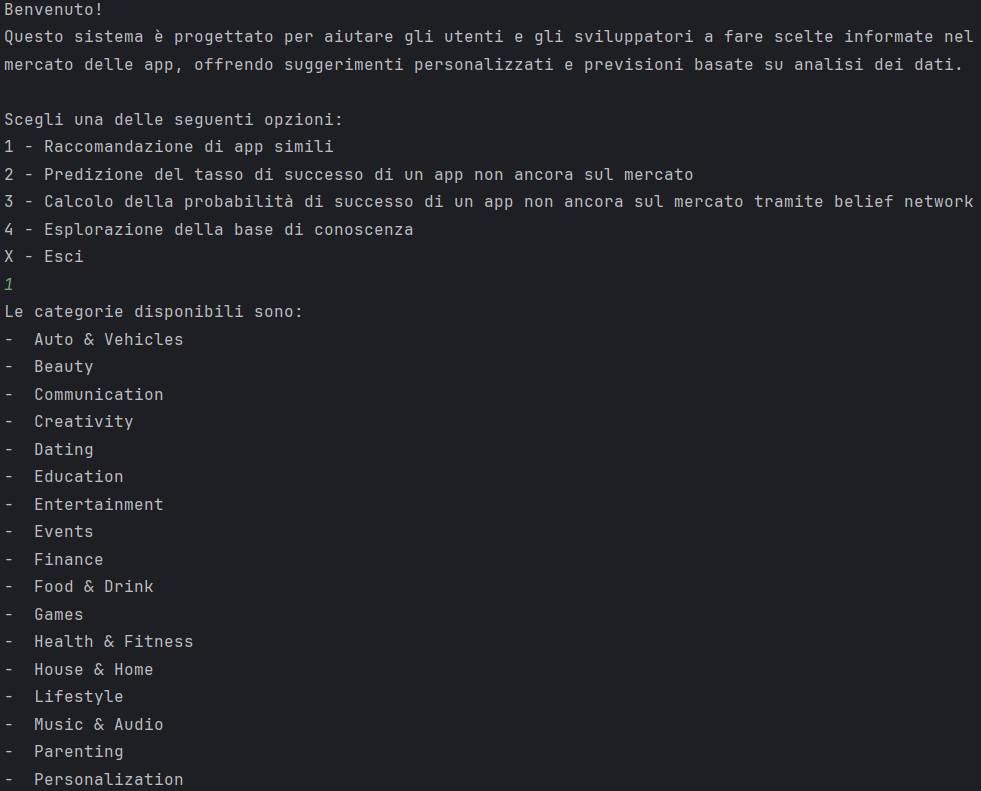 Benvenuto!
Questo sistema è progettato per aiutare gli utenti e gli sviluppatori a fare scelte informate nel
mercato delle app, offrendo suggerimenti personalizzati e previsioni basate su analisi dei dati.
Scegli una delle seguenti opzioni:
1 - Raccomandazione di app simili
2 - Predizione del tasso di successo di un app non ancora sul mercato
3 - Calcolo della probabilità di successo di un app non ancora sul mercato tramite belief network
4 - Esplorazione della base di conoscenza
X - Esci
1
Le categorie disponibili sono:
-  Auto & Vehicles
-  Beauty
-  Communication
-  Creativity
-  Dating
-  Education
-  Entertainment
-  Events
-  Finance
-  Food & Drink
-  Games
-  Health & Fitness
-  House & Home
-  Lifestyle
-  Music & Audio
-  Parenting
-  Personalization